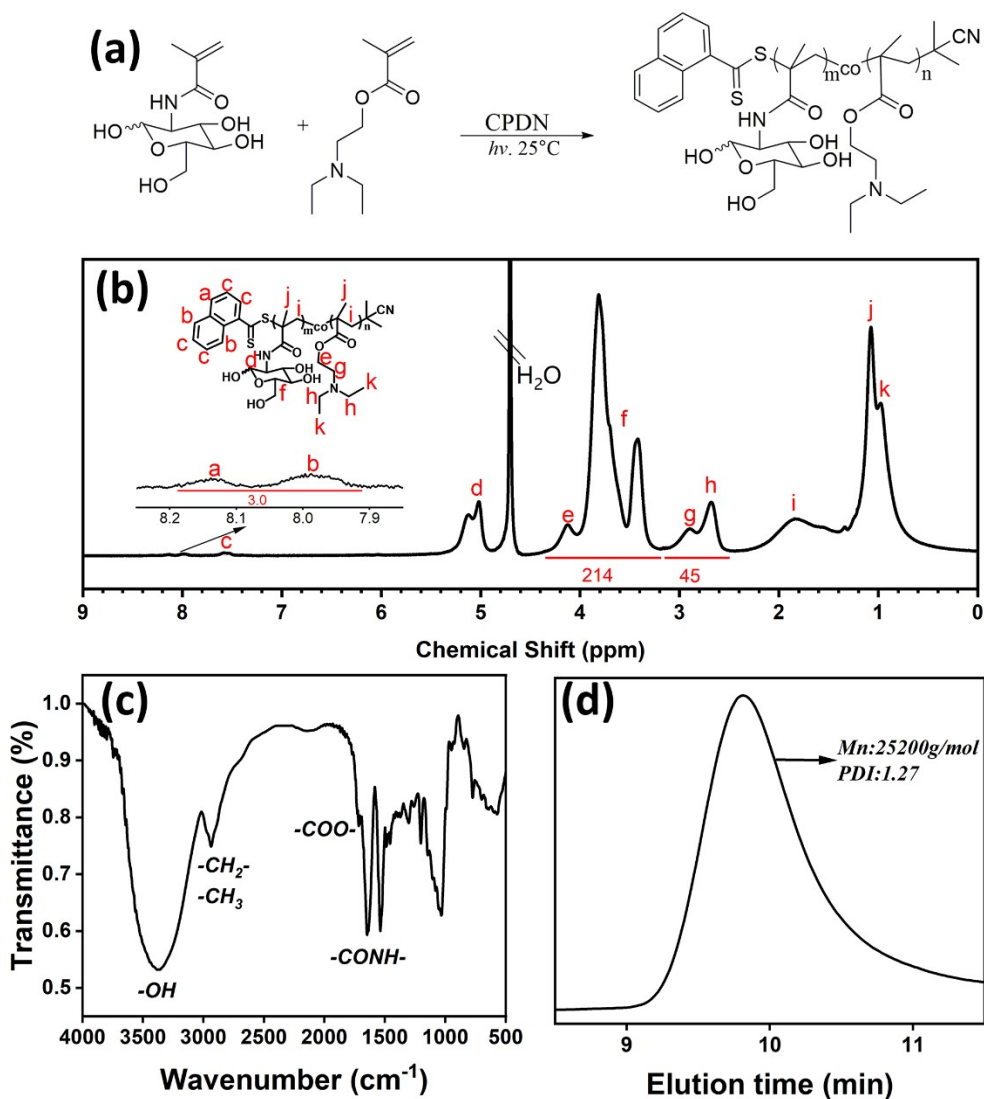 (a)
HN
O
HO
O
OH
OH
HO
+
O
O
N
CPDN
hν. 25°C
S
S
m
co
n
CN
HN
O
O
O
HO
O
OH
OH
HO
N
(b)
a
c
c
b
c
c
b
S
S
j
i
m
co
j
i
n
CN
HN
O
O
O
d
HO
O
OH
OH
HO
f
e
g
N
h
h
k
k
a
b
3.0
8.2
8.1
8.0
7.9
c
d
H2O
e
f
g
h
i
j
k
214
45
9
8
7
6
5
4
3
2
1
0
Chemical Shift (ppm)
(c)
Transmittance (%)
1.0
0.9
0.8
0.7
0.6
0.5
-OH
-CH2-
-CH3
-COO-
-CONH-
4000
3500
3000
2500
2000
1500
1000
500
Wavenumber (cm-1)
(d)
Mn:25200g/mol
PDI:1.27
9
10
11
Elution time (min)